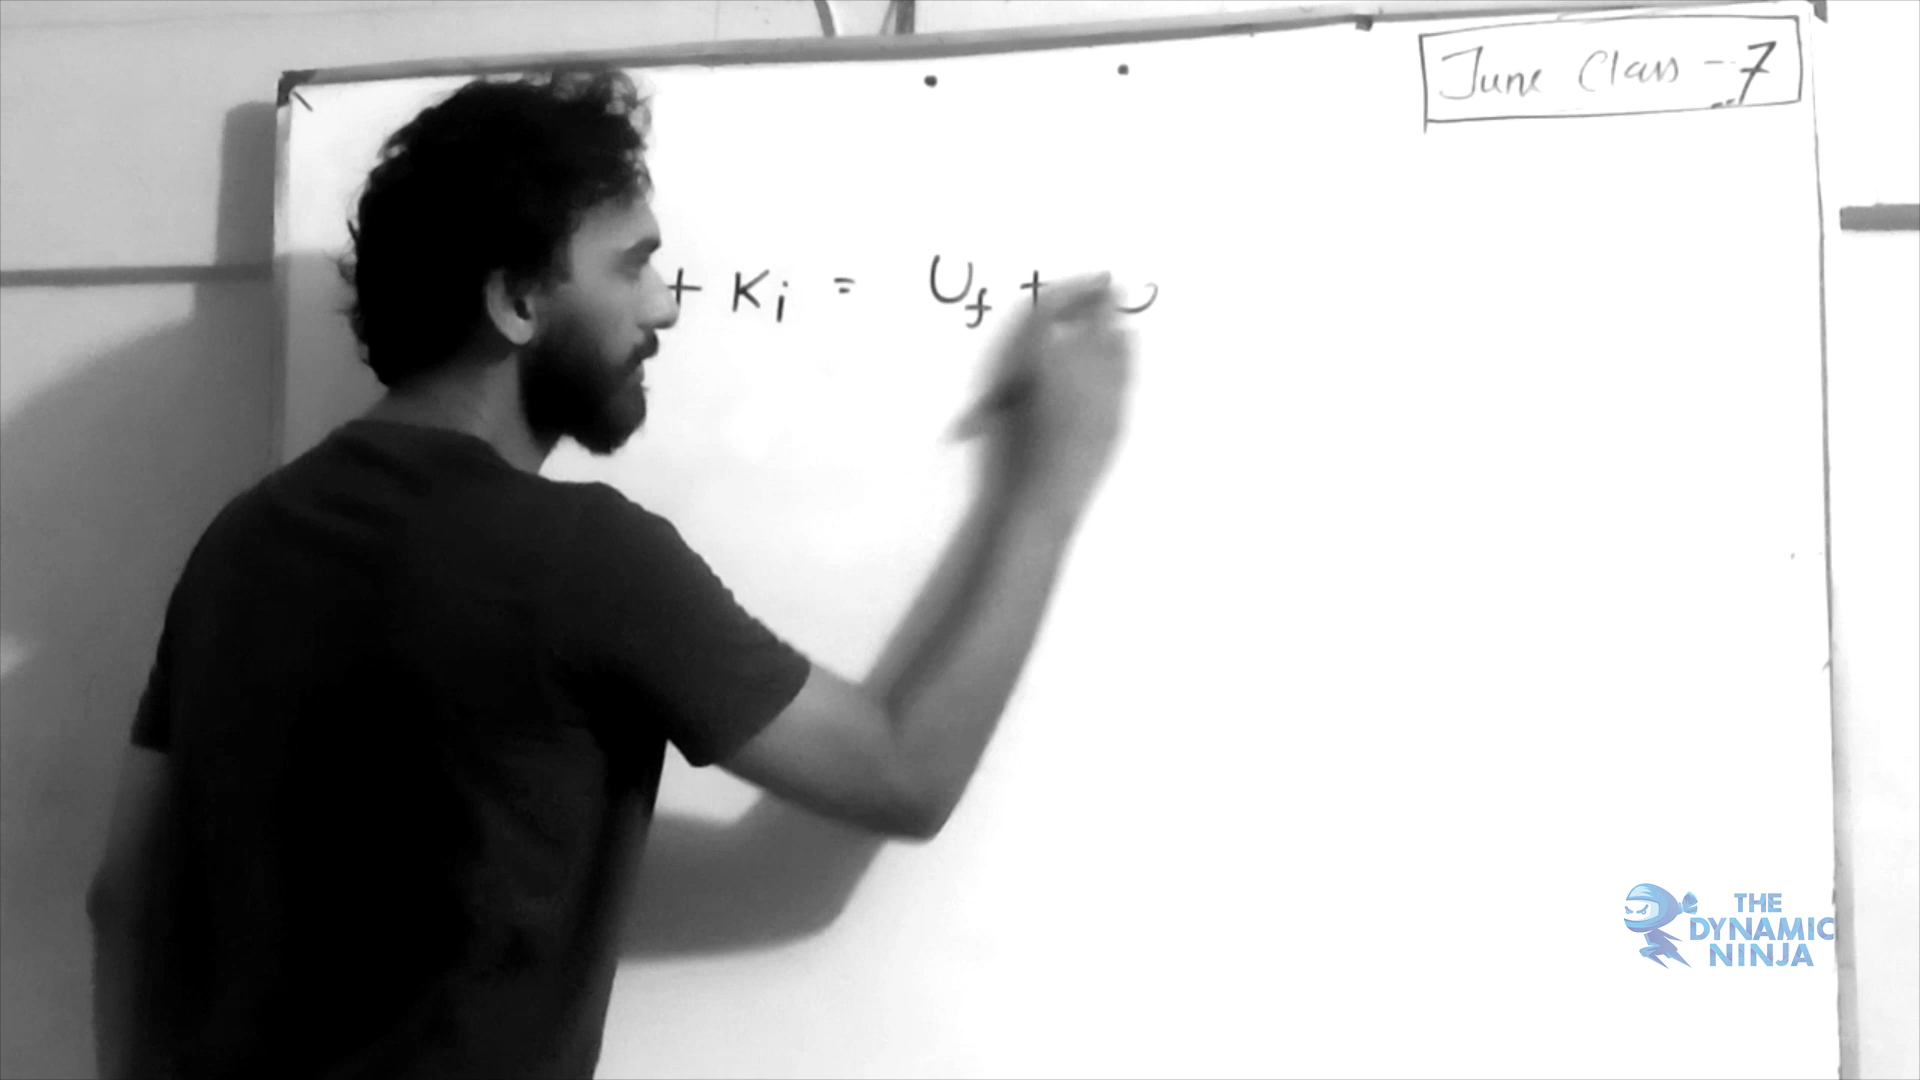 June Class - 7
+ Ki = Uf +
THE
DYNAMIC
NINJA